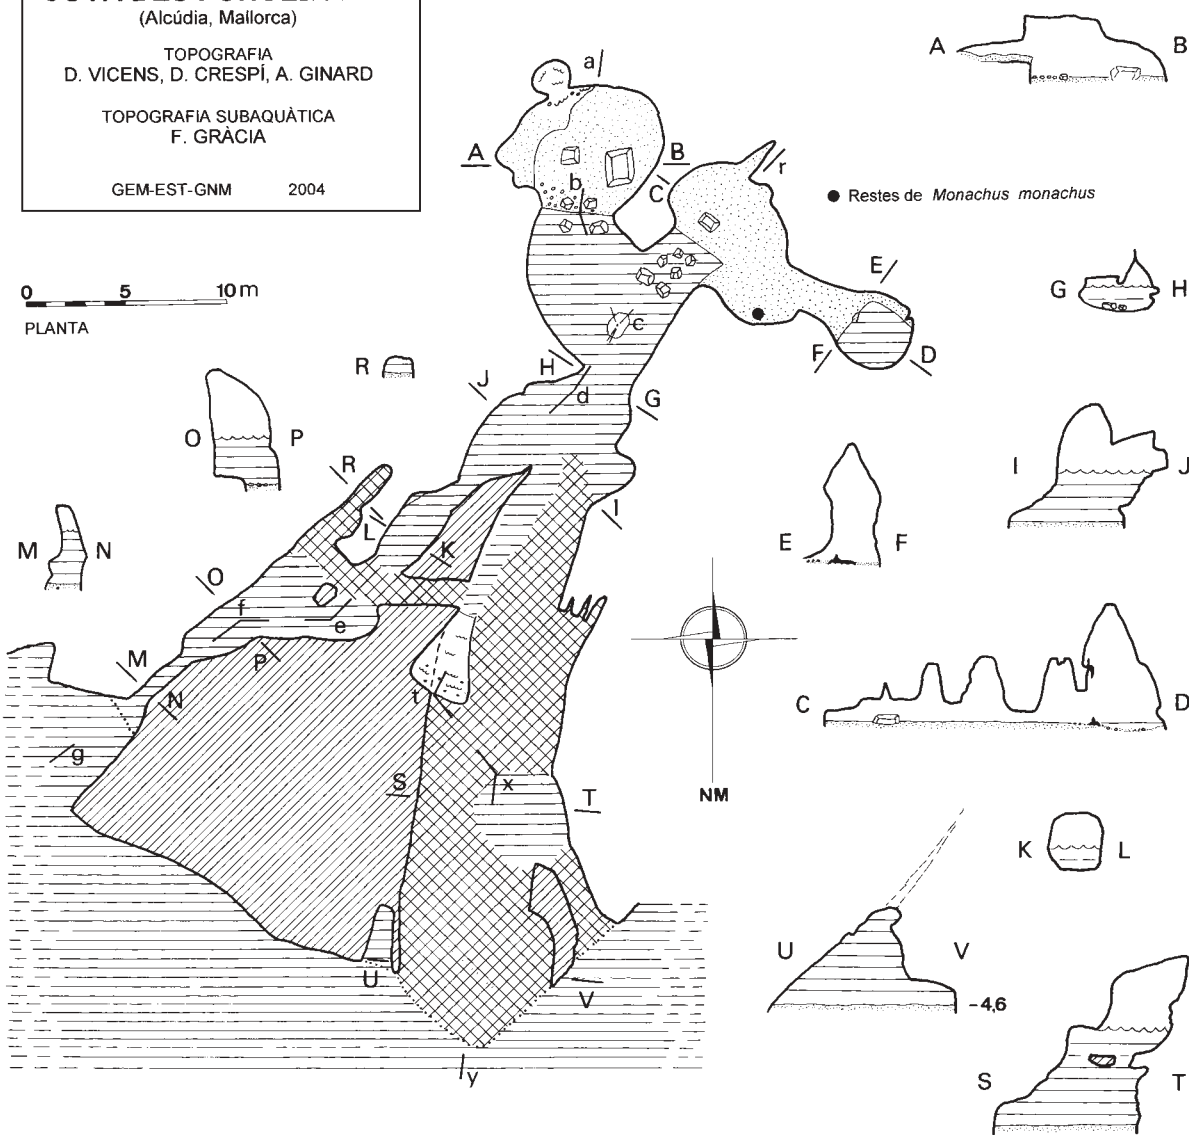 (Alcúdia, Mallorca)
TOPOGRAFIA
D. VICENS, D. CRESPÍ, A. GINARD
TOPOGRAFIA SUBAQUÀTICA
F. GRÀCIA
GEM-EST-GNM 2004
0 5 10 m
PLANTA
A B
a
A B
b C
r
● Restes de Monachus monachus
E
G H
c
F D
R
H
J
d
G
O P
R
I J
L
I
K
M N
E F
O
f
e
M
P
N
C D
t
g
S
x
T
NM
K L
U V
-4,6
U
V
S T
y